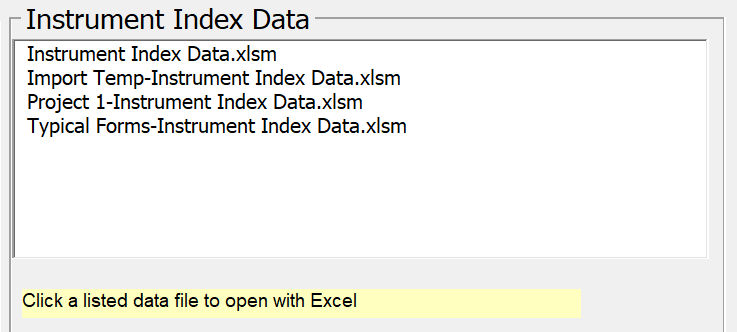 Instrument Index Data
Instrument Index Data.xlsm
Import Temp-Instrument Index Data.xlsm
Project 1-Instrument Index Data.xlsm
Typical Forms-Instrument Index Data.xlsm
Click a listed data file to open with Excel